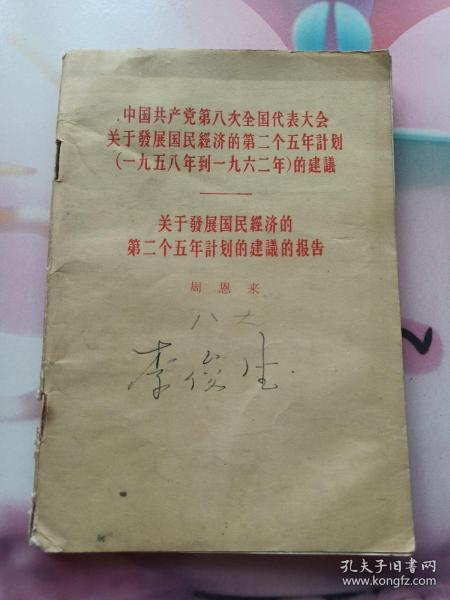 中国共产党第八次全国代表大会
关于發展国民經济的第二个五年計划
(一九五八年到一九六二年)的建議
关于發展国民經济的
第二个五年計划的建議的报告
周恩来
八大
李俊生
孔夫子旧书网
www.kongfz.com